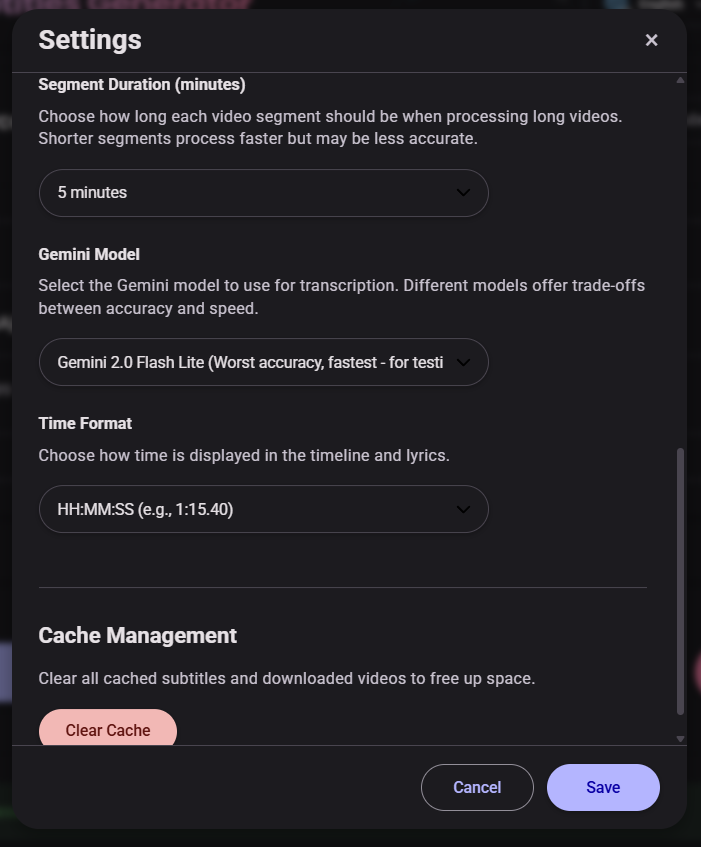 Settings
×
Segment Duration (minutes)
Choose how long each video segment should be when processing long videos.
Shorter segments process faster but may be less accurate.
5 minutes
Gemini Model
Select the Gemini model to use for transcription. Different models offer trade-offs
between accuracy and speed.
Gemini 2.0 Flash Lite (Worst accuracy, fastest - for testi
Time Format
Choose how time is displayed in the timeline and lyrics.
HH:MM:SS (e.g., 1:15.40)
Cache Management
Clear all cached subtitles and downloaded videos to free up space.
Clear Cache
Cancel
Save